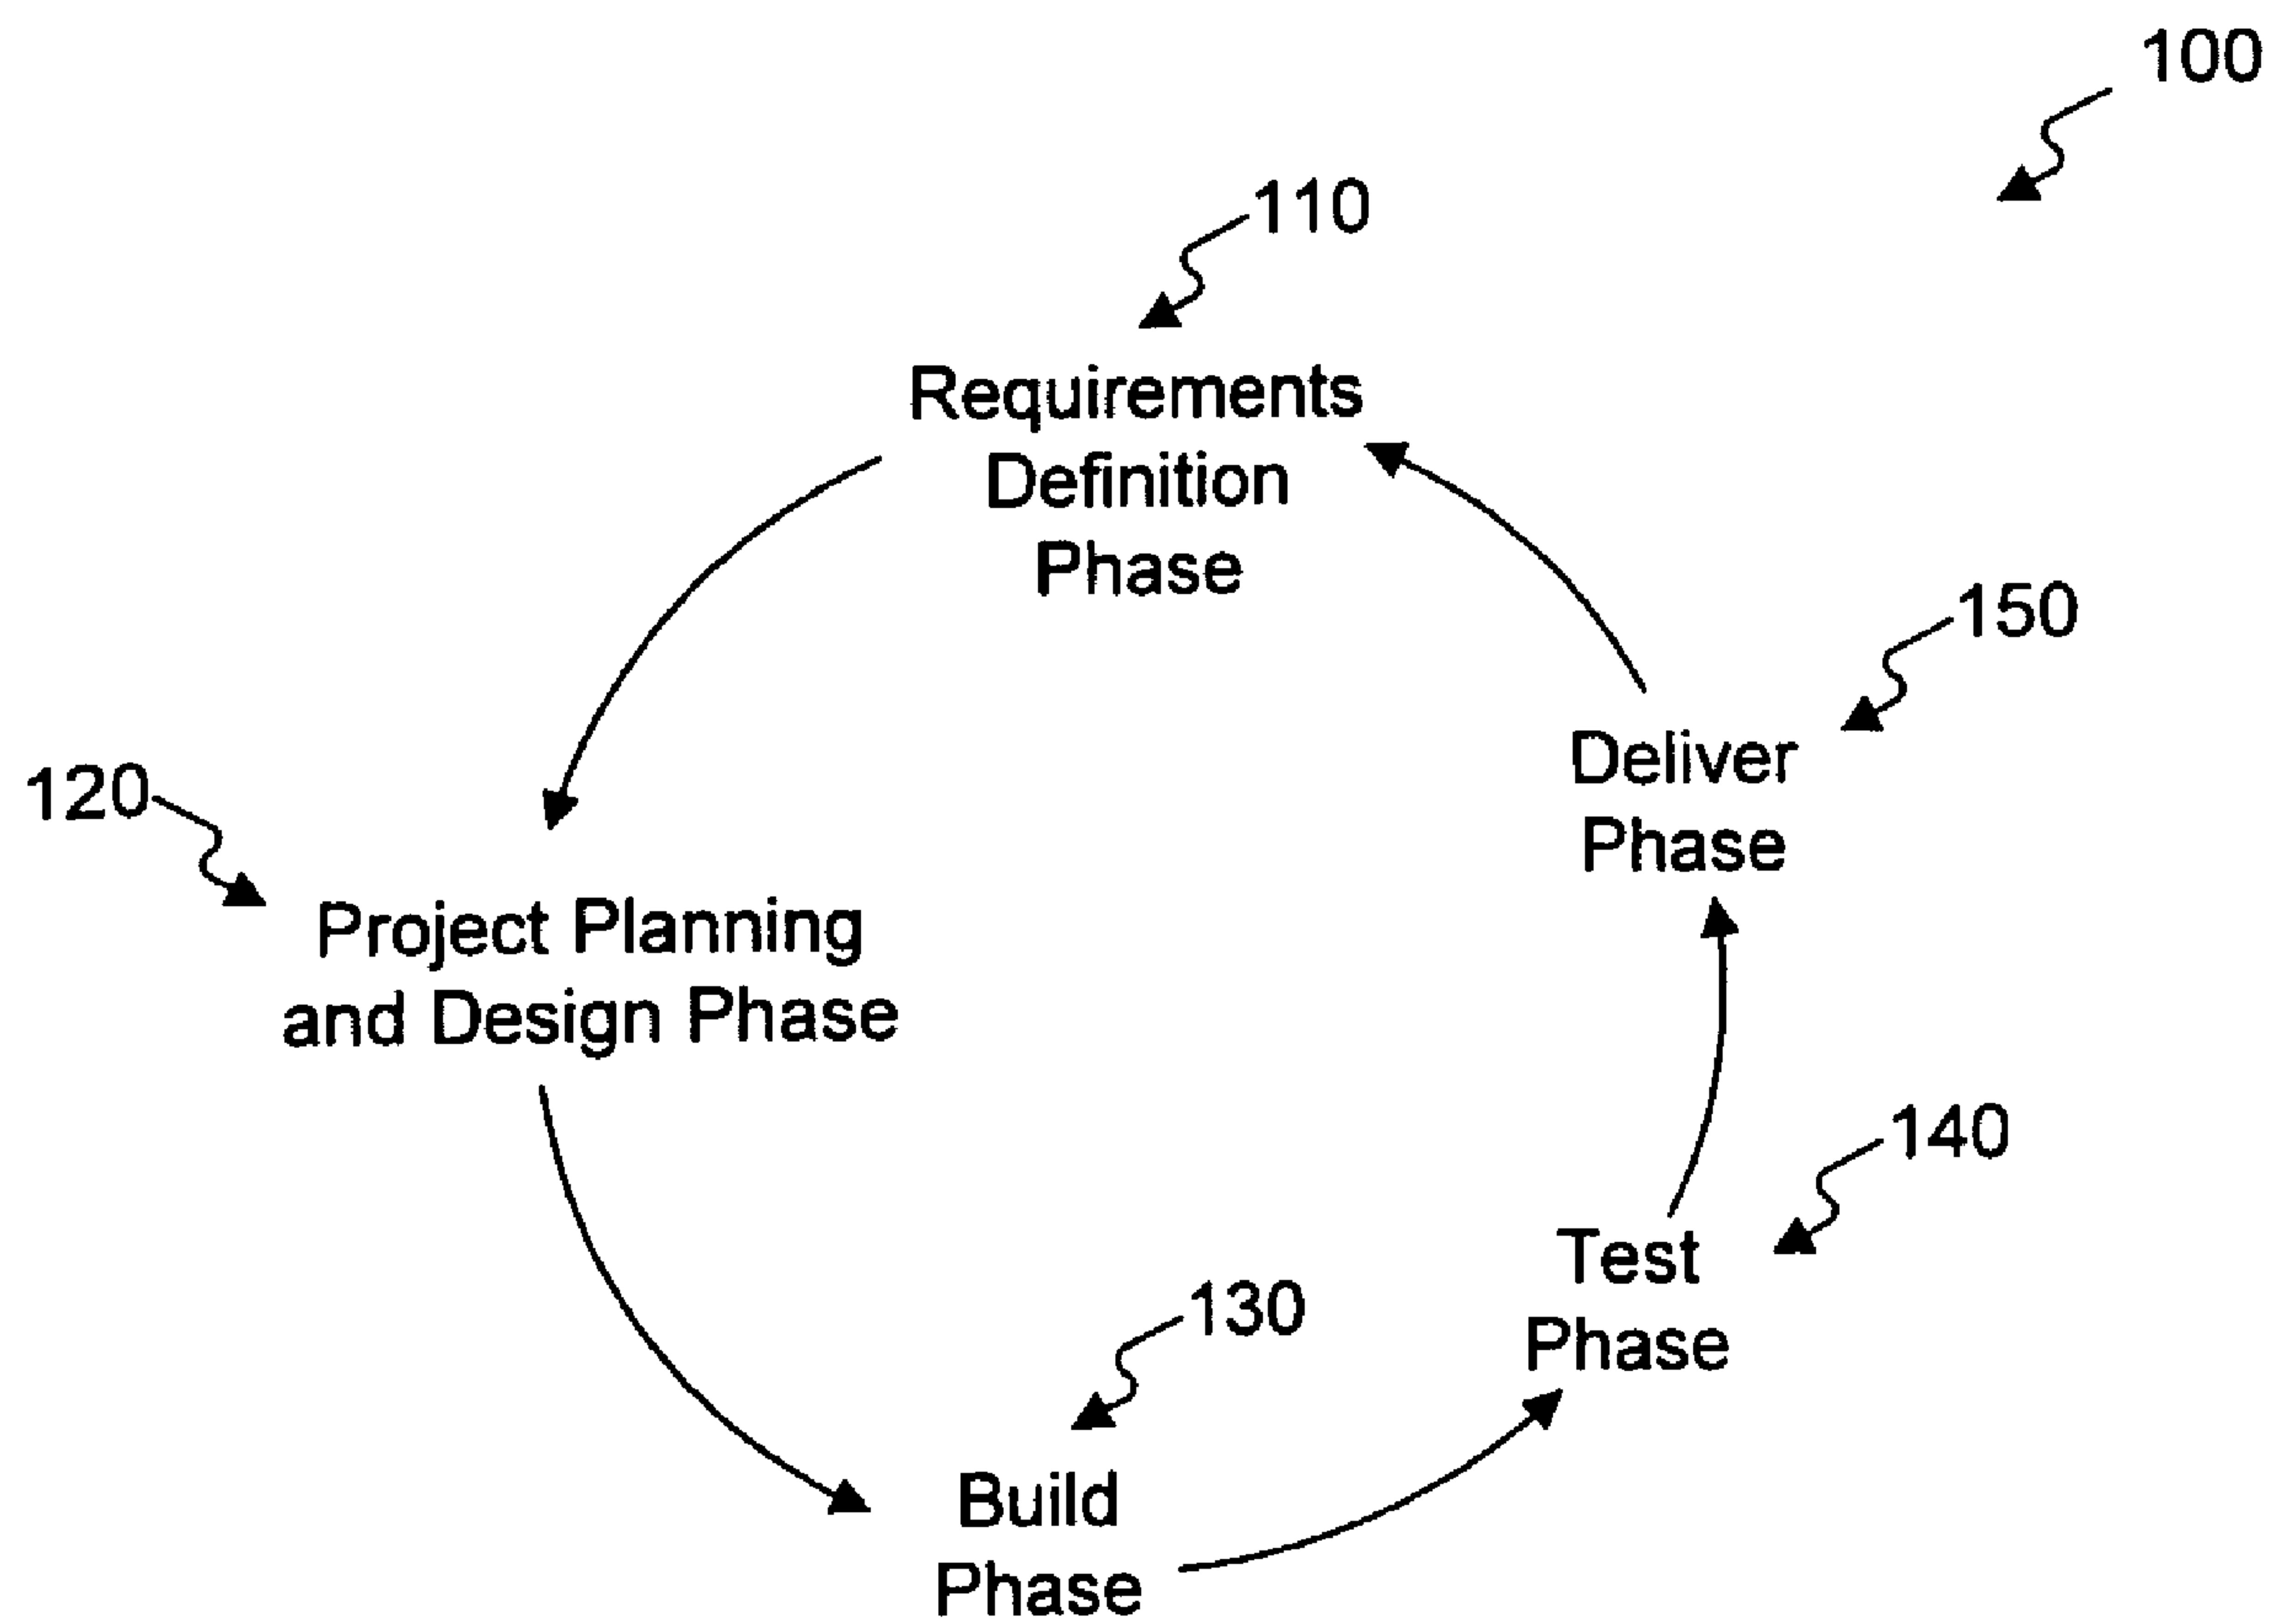 100
110
Requirements
Definition
Phase
150
Deliver
Phase
120
Project Planning
and Design Phase
140
Test
Phase
130
Build
Phase